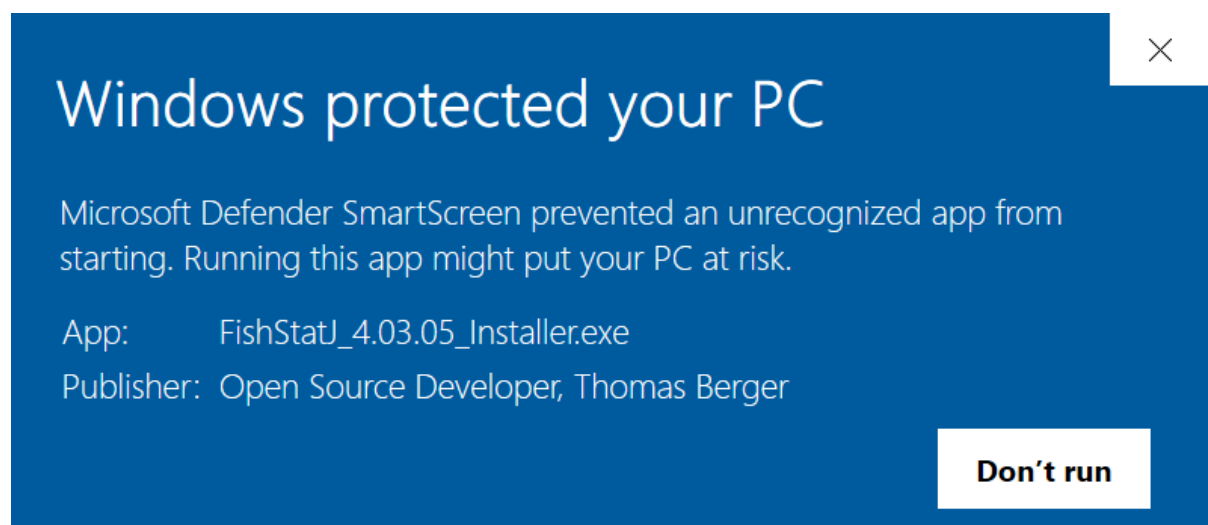 Windows protected your PC
Microsoft Defender SmartScreen prevented an unrecognized app from
starting. Running this app might put your PC at risk.
App: FishStatJ_4.03.05_Installer.exe
Publisher: Open Source Developer, Thomas Berger
Don’t run